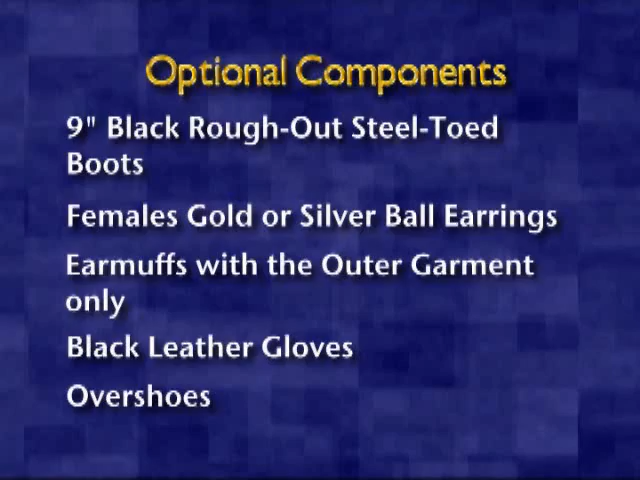 Optional Components
9" Black Rough-Out Steel-Toed
Boots
Females Gold or Silver Ball Earrings
Earmuffs with the Outer Garment
only
Black Leather Gloves
Overshoes